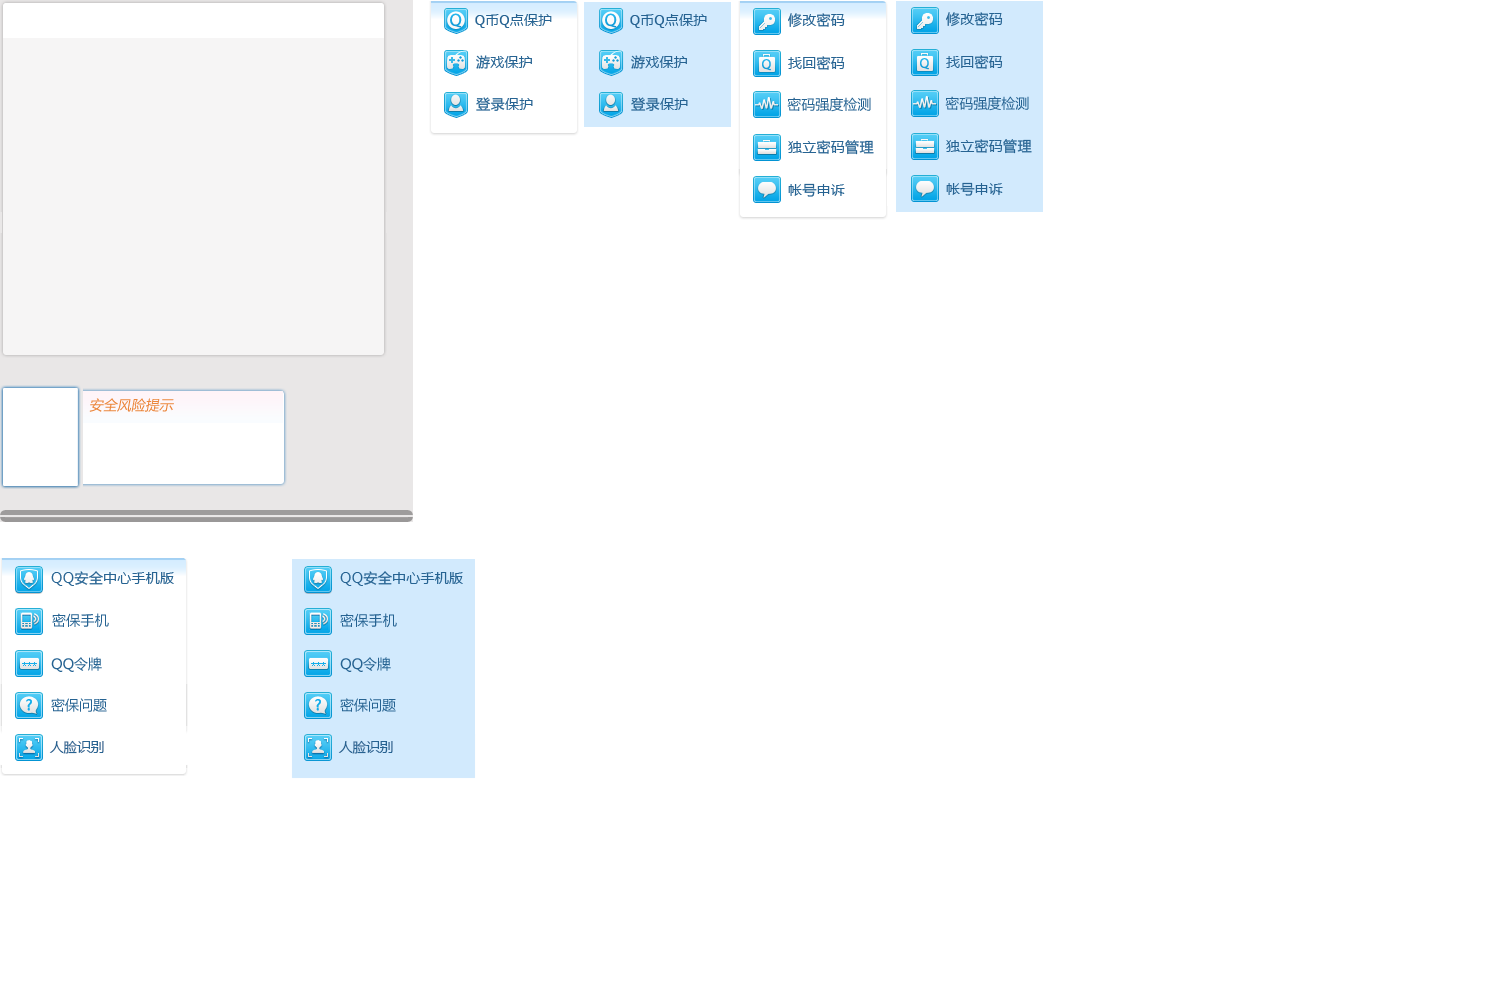 Q币Q点保护
游戏保护
登录保护
Q币Q点保护
游戏保护
登录保护
修改密码
找回密码
密码强度检测
独立密码管理
帐号申诉
修改密码
找回密码
密码强度检测
独立密码管理
帐号申诉
安全风险提示
QQ安全中心手机版
密保手机
QQ令牌
密保问题
人脸识别
QQ安全中心手机版
密保手机
QQ令牌
密保问题
人脸识别